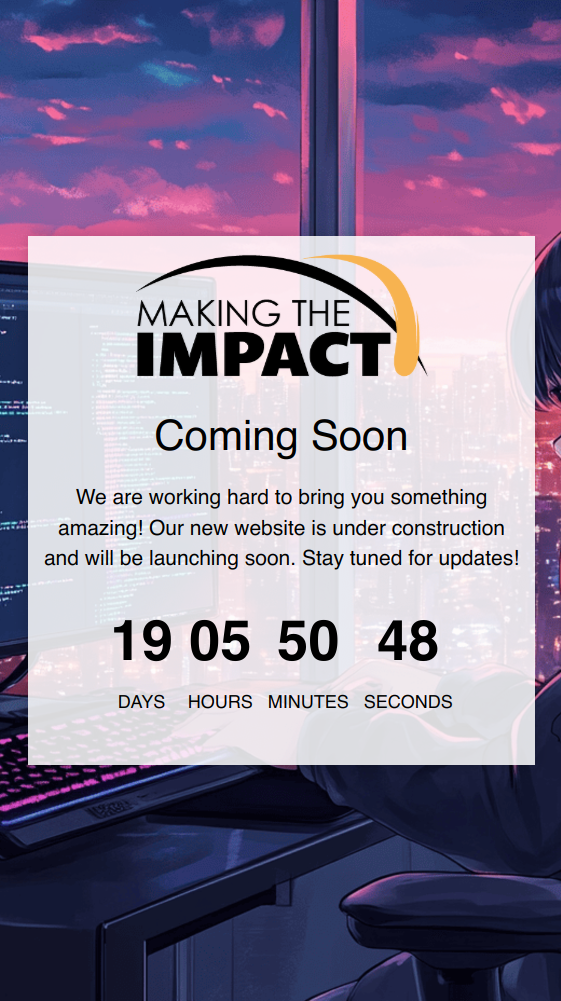 MAKING THE
IMPACT
Coming Soon
We are working hard to bring you something
amazing! Our new website is under construction
and will be launching soon. Stay tuned for updates!
19 05 50 48
DAYS HOURS MINUTES SECONDS